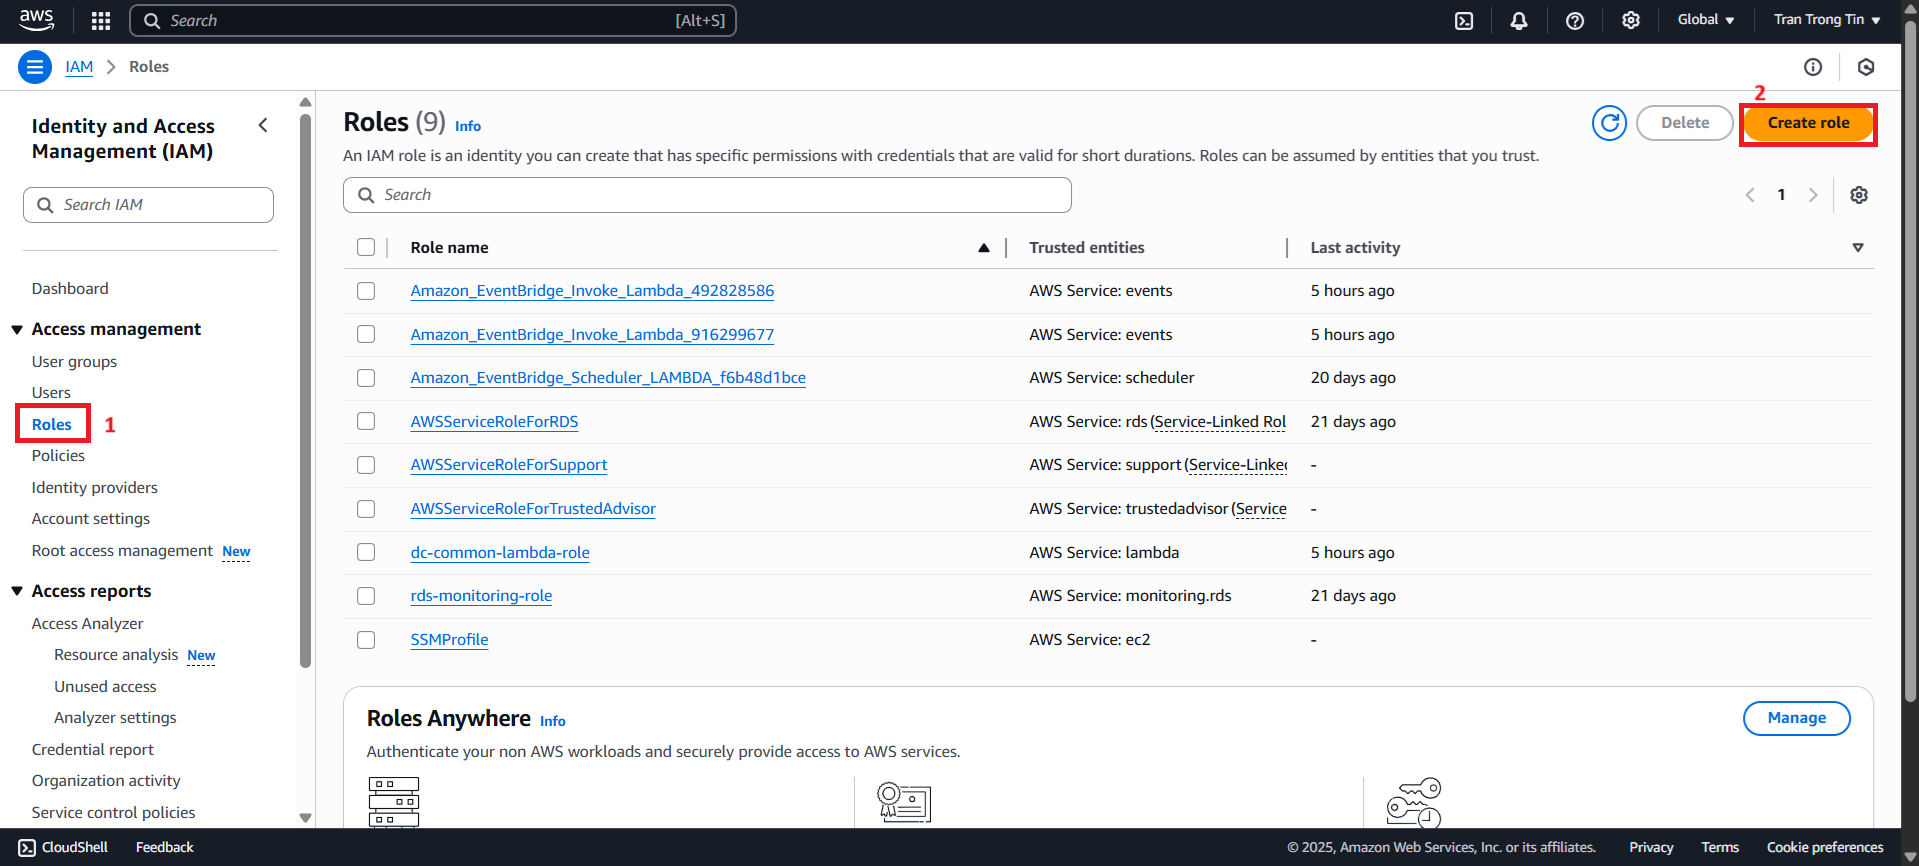 aws
Search
[Alt+S]
Global
Tran Trong Tin
IAM
Roles
Identity and Access
Management (IAM)
Search IAM
Dashboard
Access management
User groups
Users
Roles 1
Policies
Identity providers
Account settings
Root access management New
Access reports
Access Analyzer
Resource analysis New
Unused access
Analyzer settings
Credential report
Organization activity
Service control policies
Roles (9) Info
Delete
2
Create role
An IAM role is an identity you can create that has specific permissions with credentials that are valid for short durations. Roles can be assumed by entities that you trust.
Search
1
Role name Trusted entities Last activity
Amazon_EventBridge_Invoke_Lambda_492828586 AWS Service: events 5 hours ago
Amazon_EventBridge_Invoke_Lambda_916299677 AWS Service: events 5 hours ago
Amazon_EventBridge_Scheduler_LAMBDA_f6b48d1bce AWS Service: scheduler 20 days ago
AWSServiceRoleForRDS AWS Service: rds (Service-Linked Rol 21 days ago
AWSServiceRoleForSupport AWS Service: support (Service-Linked -
AWSServiceRoleForTrustedAdvisor AWS Service: trustedadvisor (Service -
dc-common-lambda-role AWS Service: lambda 5 hours ago
rds-monitoring-role AWS Service: monitoring.rds 21 days ago
SSMProfile AWS Service: ec2 -
Roles Anywhere Info
Manage
Authenticate your non AWS workloads and securely provide access to AWS services.
CloudShell
Feedback
© 2025, Amazon Web Services, Inc. or its affiliates.
Privacy
Terms
Cookie preferences